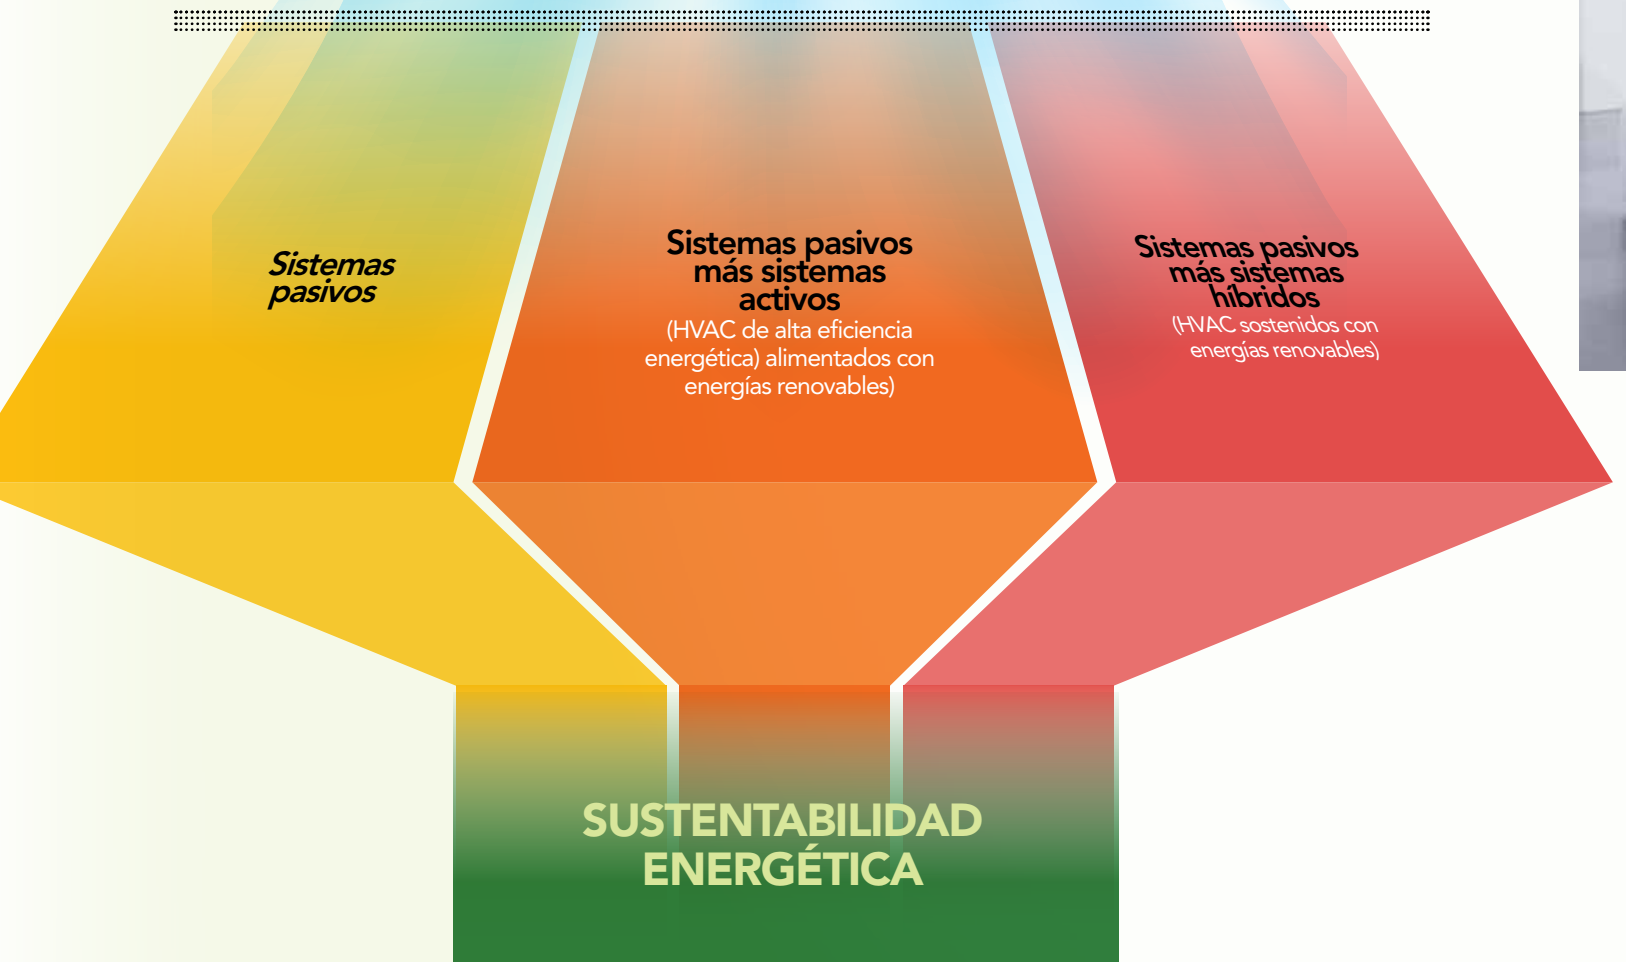 Sistemas
pasivos
Sistemas pasivos
más sistemas
activos
(HVAC de alta eficiencia
energética) alimentados con
energías renovables)
Sistemas pasivos
más sistemas
híbridos
(HVAC sostenidos con
energías renovables)
SUSTENTABILIDAD
ENERGÉTICA